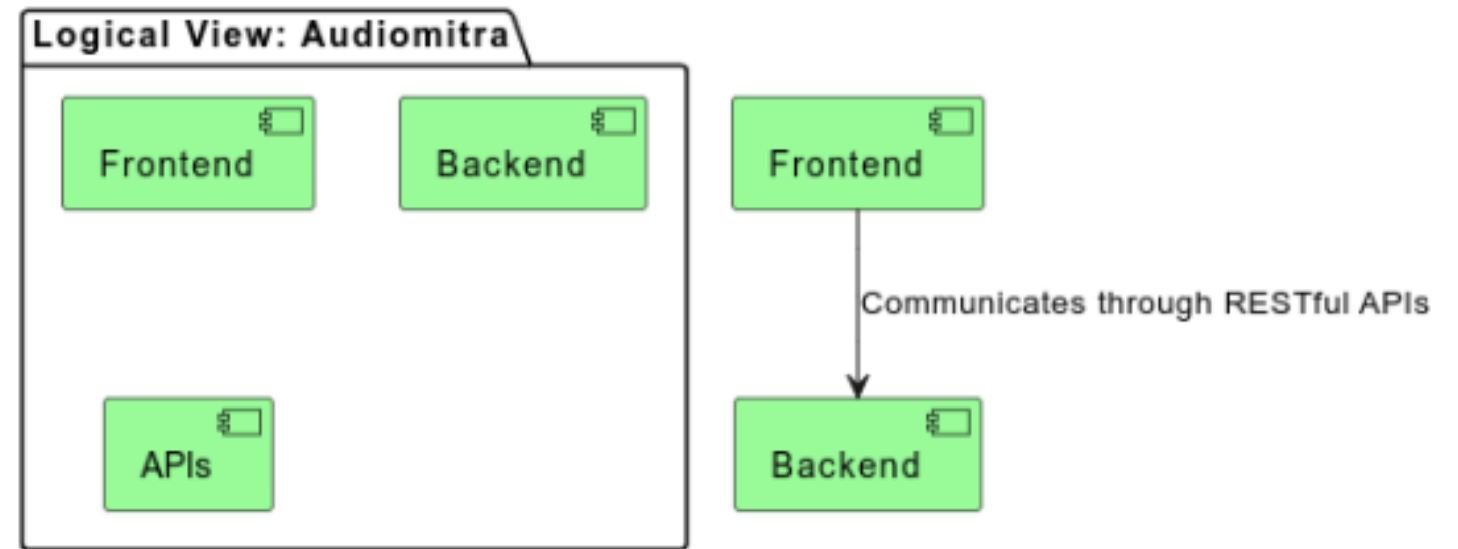 Logical View: Audiomitra
Frontend
Backend
Frontend
Communicates through RESTful APIs
APIs
Backend